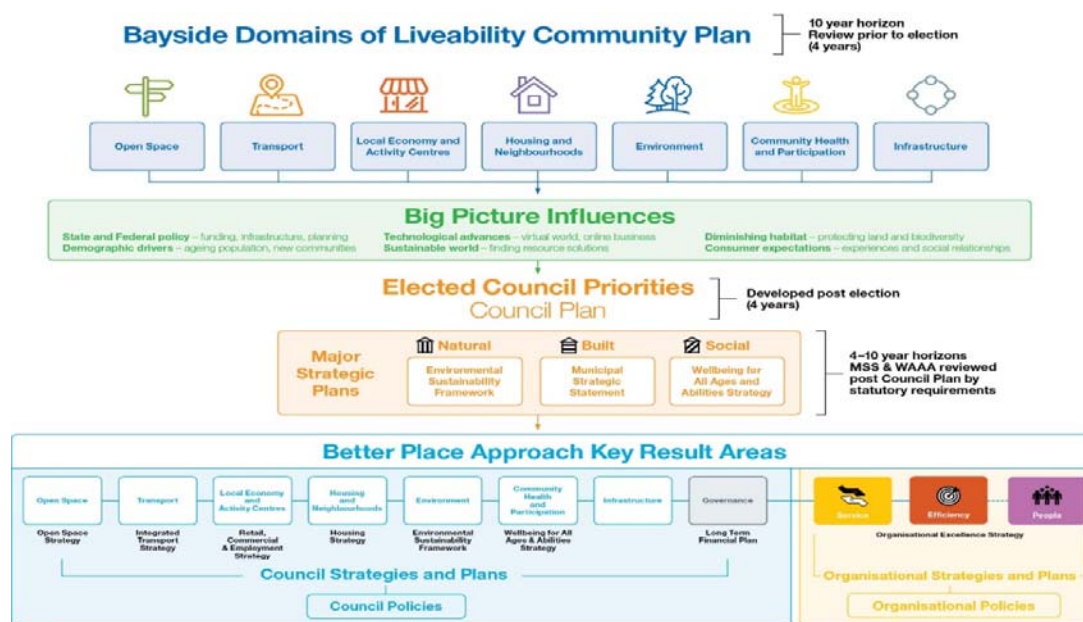 Bayside Domains of Liveability Community Plan
10 year horizon
Review prior to election
(4 years)
Open Space
Transport
Local Economy and
Activity Centres
Housing and
Neighbourhoods
Environment
Community Health
and Participation
Infrastructure
Big Picture Influences
State and Federal policy – funding, infrastructure, planning
Demographic drivers – ageing population, new communities
Technological advances – virtual world, online business
Sustainable world – finding resource solutions
Diminishing habitat – protecting land and biodiversity
Consumer expectations – experiences and social relationships
Elected Council Priorities
Council Plan
Developed post election
(4 years)
Major
Strategic
Plans
Natural
Environmental
Sustainability
Framework
Built
Municipal
Strategic
Statement
Social
Wellbeing for
All Ages and
Abilities Strategy
4–10 year horizons
MSS & WAAA reviewed
post Council Plan by
statutory requirements
Better Place Approach Key Result Areas
Open Space
Transport
Local Economy
and
Activity Centres
Housing
and
Neighbourhoods
Environment
Community
Health
and
Participation
Infrastructure
Governance
Service
Efficiency
People
Open Space
Strategy
Integrated
Transport
Strategy
Retail,
Commercial
& Employment
Strategy
Housing
Strategy
Environmental
Sustainability
Framework
Wellbeing for All
Ages & Abilities
Strategy
Long Term
Financial Plan
Organisational Excellence Strategy
Council Strategies and Plans
Council Policies
Organisational Strategies and Plans
Organisational Policies